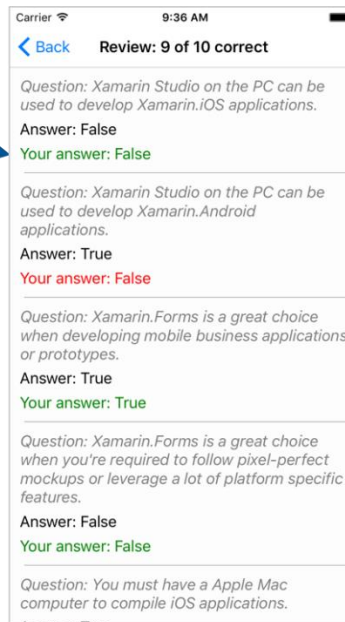 Carrier 9:36 AM
Back Review: 9 of 10 correct
Question: Xamarin Studio on the PC can be
used to develop Xamarin.iOS applications.
Answer: False
Your answer: False
Question: Xamarin Studio on the PC can be
used to develop Xamarin.Android
applications.
Answer: True
Your answer: False
Question: Xamarin.Forms is a great choice
when developing mobile business applications
or prototypes.
Answer: True
Your answer: True
Question: Xamarin.Forms is a great choice
when you're required to follow pixel-perfect
mockups or leverage a lot of platform specific
features.
Answer: False
Your answer: False
Question: You must have a Apple Mac
computer to compile iOS applications.